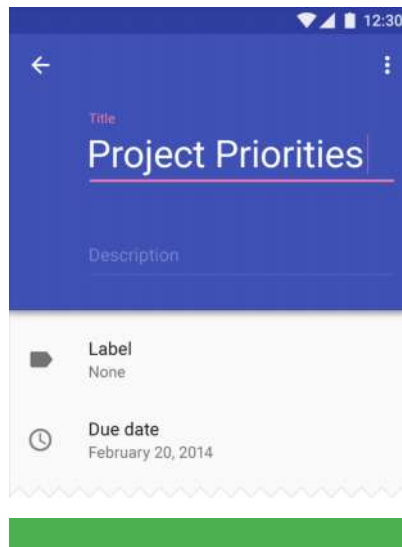 12:30
Title
Project Priorities
Description
Label
None
Due date
February 20, 2014